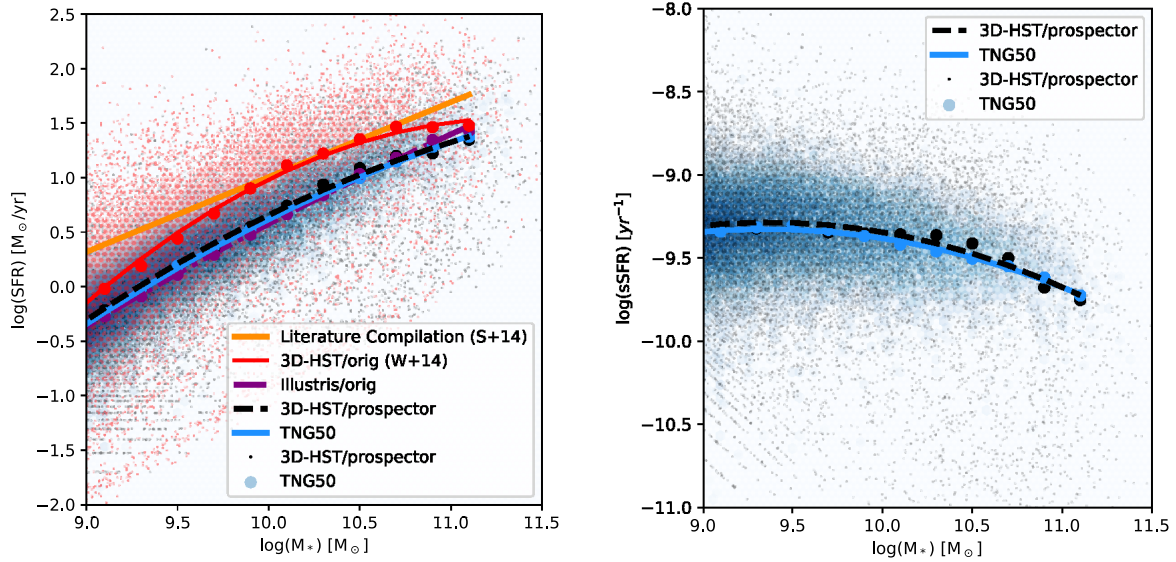 2.5
2.0
1.5
1.0
0.5
0.0
−0.5
−1.0
−1.5
−2.0
log(SFR) [M⊙/yr]
Literature Compilation (S+14)
3D-HST/orig (W+14)
Illustris/orig
3D-HST/prospector
TNG50
3D-HST/prospector
TNG50
9.0 9.5 10.0 10.5 11.0 11.5
log(M*) [M⊙]
−8.0
−8.5
−9.0
−9.5
−10.0
−10.5
−11.0
log(sSFR) [yr⁻¹]
3D-HST/prospector
TNG50
3D-HST/prospector
TNG50
9.0 9.5 10.0 10.5 11.0 11.5
log(M*) [M⊙]